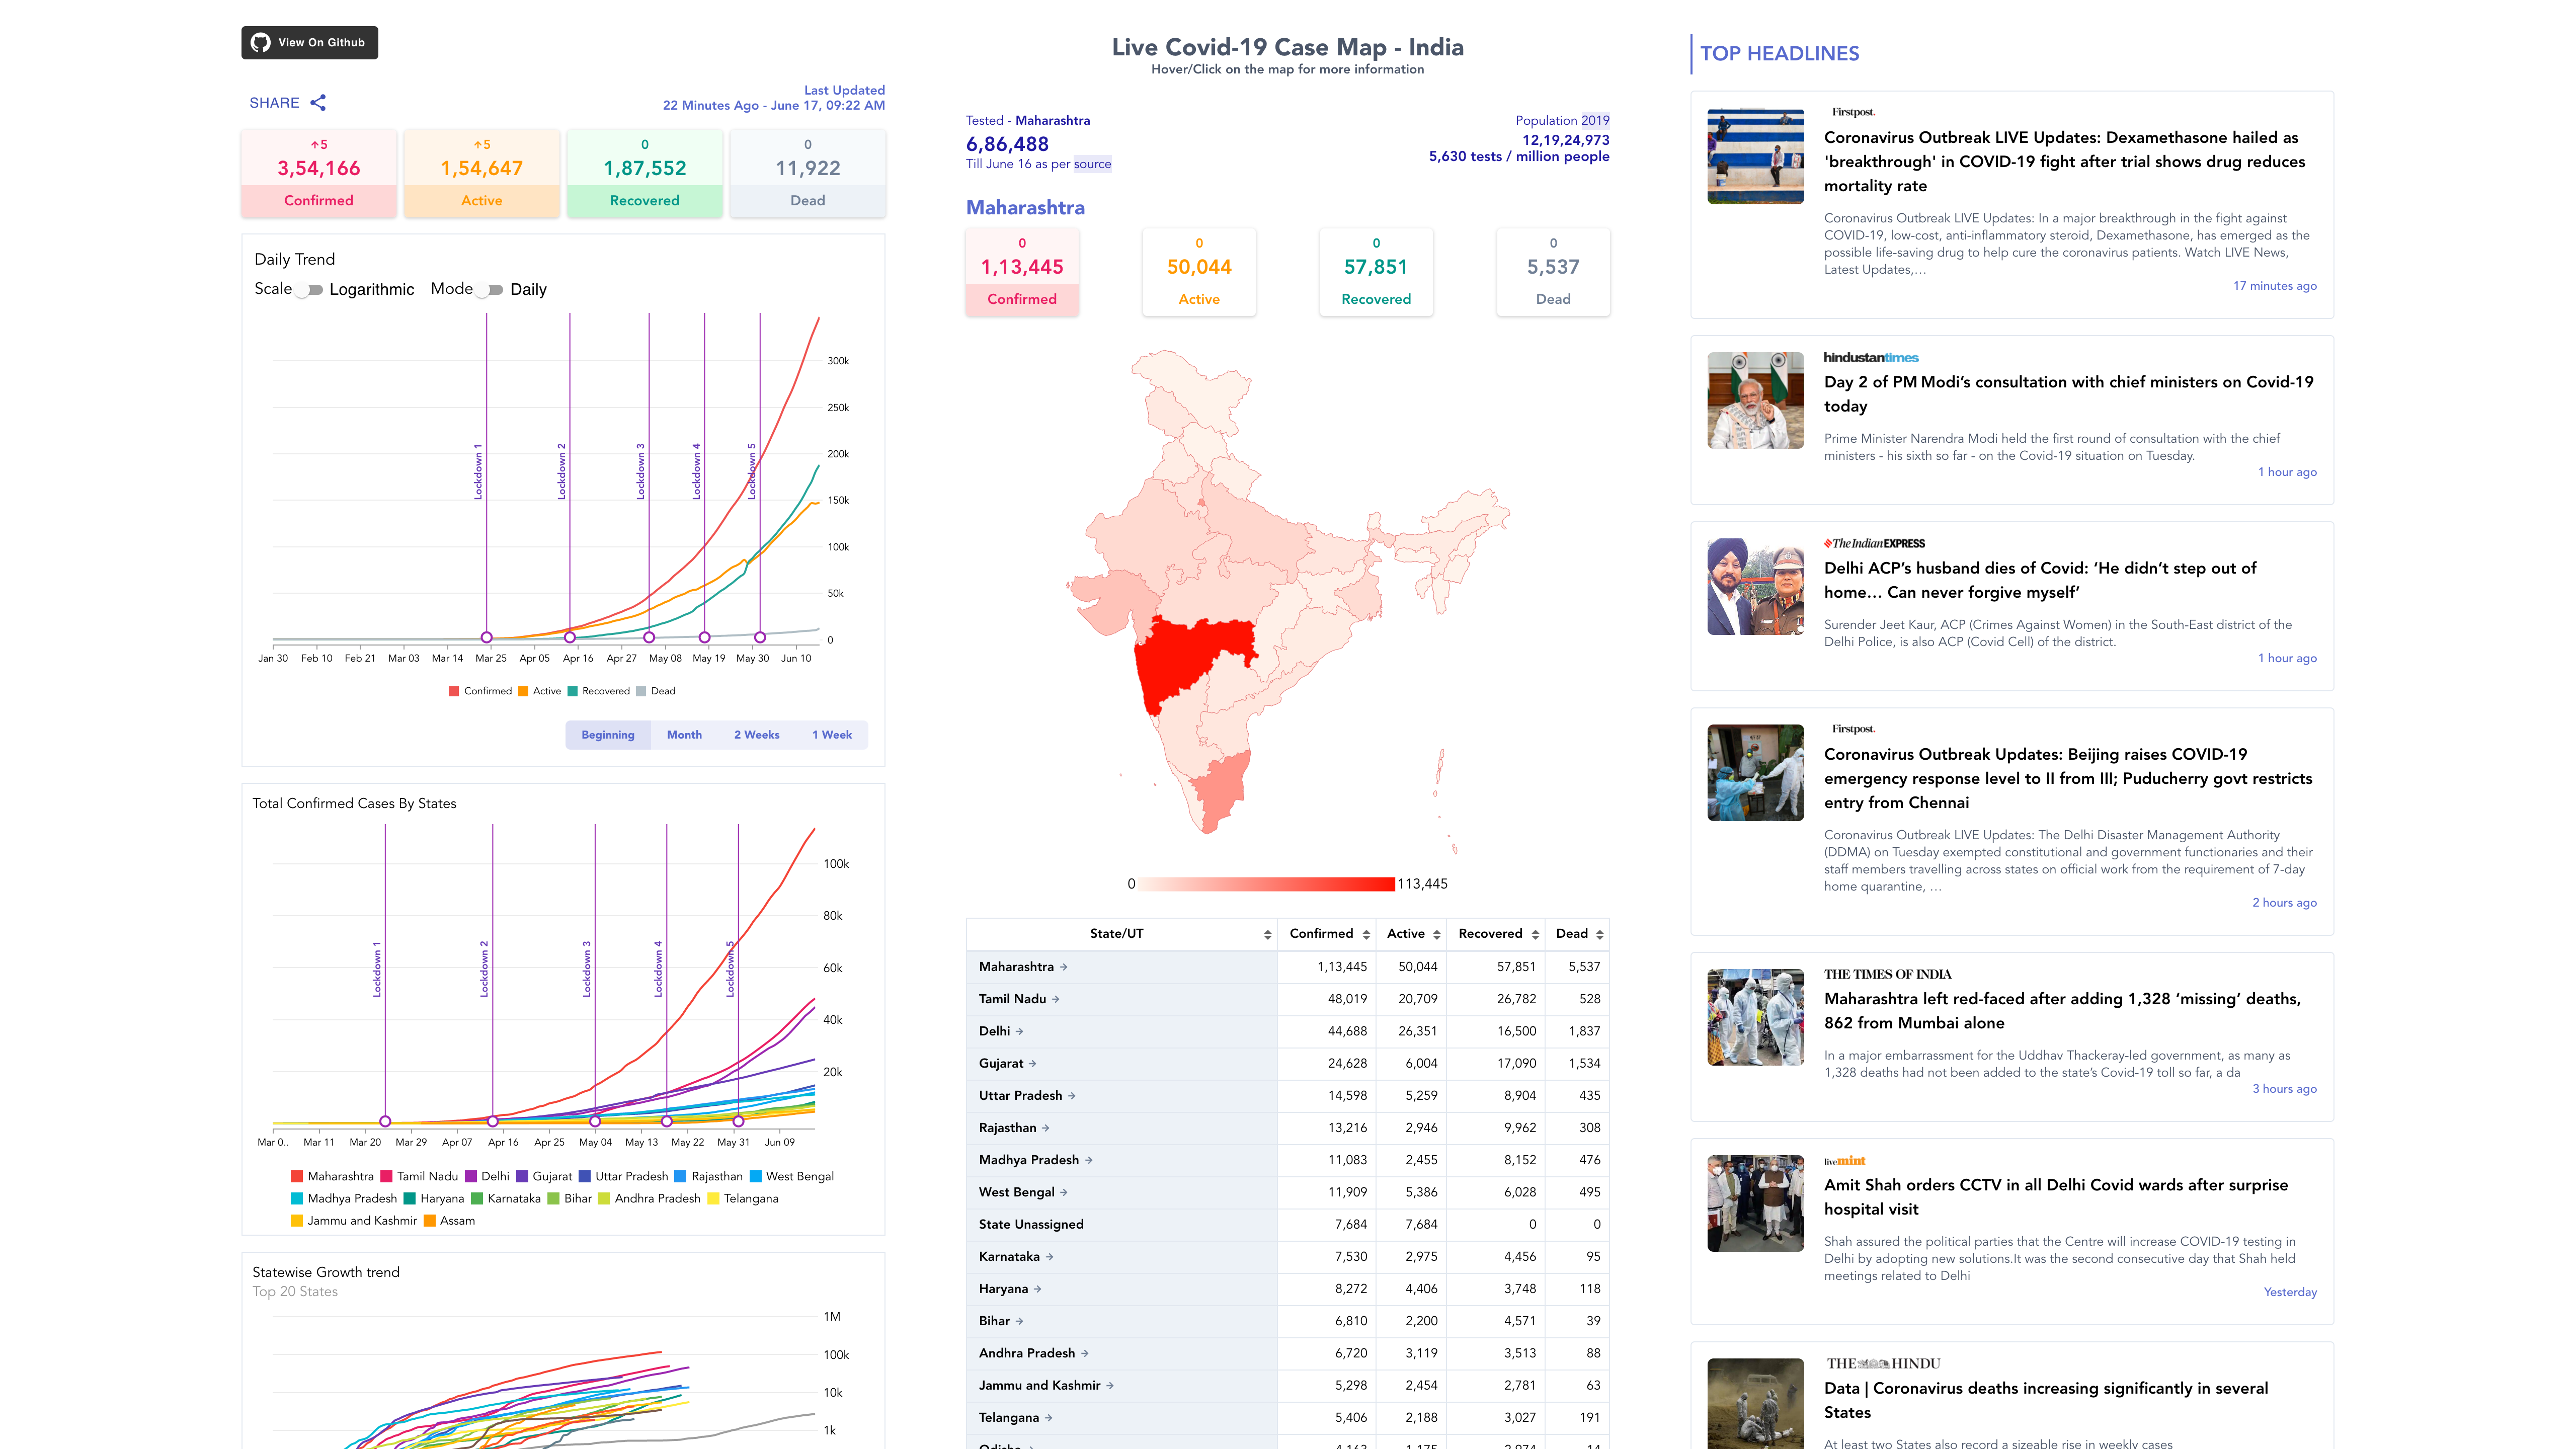 View On Github
SHARE
Last Updated
22 Minutes Ago - June 17, 09:22 AM
↑5
3,54,166
Confirmed
↑5
1,54,647
Active
0
1,87,552
Recovered
0
11,922
Dead
Daily Trend
Scale Logarithmic Mode Daily
300k
250k
200k
150k
100k
50k
0
Lockdown 1
Lockdown 2
Lockdown 3
Lockdown 4
Lockdown 5
Jan 30 Feb 10 Feb 21 Mar 03 Mar 14 Mar 25 Apr 05 Apr 16 Apr 27 May 08 May 19 May 30 Jun 10
Confirmed Active Recovered Dead
Beginning Month 2 Weeks 1 Week
Total Confirmed Cases By States
100k
80k
60k
40k
20k
Lockdown 1
Lockdown 2
Lockdown 3
Lockdown 4
Lockdown 5
Mar 0.. Mar 11 Mar 20 Mar 29 Apr 07 Apr 16 Apr 25 May 04 May 13 May 22 May 31 Jun 09
Maharashtra Tamil Nadu Delhi Gujarat Uttar Pradesh Rajasthan West Bengal
Madhya Pradesh Haryana Karnataka Bihar Andhra Pradesh Telangana
Jammu and Kashmir Assam
Statewise Growth trend
Top 20 States
1M
100k
10k
1k
Live Covid-19 Case Map - India
Hover/Click on the map for more information
Tested - Maharashtra
6,86,488
Till June 16 as per source
Population 2019
12,19,24,973
5,630 tests / million people
Maharashtra
0
1,13,445
Confirmed
0
50,044
Active
0
57,851
Recovered
0
5,537
Dead
0 113,445
State/UT Confirmed Active Recovered Dead
Maharashtra → 1,13,445 50,044 57,851 5,537
Tamil Nadu → 48,019 20,709 26,782 528
Delhi → 44,688 26,351 16,500 1,837
Gujarat → 24,628 6,004 17,090 1,534
Uttar Pradesh → 14,598 5,259 8,904 435
Rajasthan → 13,216 2,946 9,962 308
Madhya Pradesh → 11,083 2,455 8,152 476
West Bengal → 11,909 5,386 6,028 495
State Unassigned 7,684 7,684 0 0
Karnataka → 7,530 2,975 4,456 95
Haryana → 8,272 4,406 3,748 118
Bihar → 6,810 2,200 4,571 39
Andhra Pradesh → 6,720 3,119 3,513 88
Jammu and Kashmir → 5,298 2,454 2,781 63
Telangana → 5,406 2,188 3,027 191
TOP HEADLINES
Firstpost.
Coronavirus Outbreak LIVE Updates: Dexamethasone hailed as
'breakthrough' in COVID-19 fight after trial shows drug reduces
mortality rate
Coronavirus Outbreak LIVE Updates: In a major breakthrough in the fight against
COVID-19, low-cost, anti-inflammatory steroid, Dexamethasone, has emerged as the
possible life-saving drug to help cure the coronavirus patients. Watch LIVE News,
Latest Updates,…
17 minutes ago
hindustantimes
Day 2 of PM Modi’s consultation with chief ministers on Covid-19
today
Prime Minister Narendra Modi held the first round of consultation with the chief
ministers - his sixth so far - on the Covid-19 situation on Tuesday.
1 hour ago
The Indian EXPRESS
Delhi ACP’s husband dies of Covid: ‘He didn’t step out of
home… Can never forgive myself’
Surender Jeet Kaur, ACP (Crimes Against Women) in the South-East district of the
Delhi Police, is also ACP (Covid Cell) of the district.
1 hour ago
Firstpost.
Coronavirus Outbreak Updates: Beijing raises COVID-19
emergency response level to II from III; Puducherry govt restricts
entry from Chennai
Coronavirus Outbreak LIVE Updates: The Delhi Disaster Management Authority
(DDMA) on Tuesday exempted constitutional and government functionaries and their
staff members travelling across states on official work from the requirement of 7-day
home quarantine, …
2 hours ago
THE TIMES OF INDIA
Maharashtra left red-faced after adding 1,328 ‘missing’ deaths,
862 from Mumbai alone
In a major embarrassment for the Uddhav Thackeray-led government, as many as
1,328 deaths had not been added to the state’s Covid-19 toll so far, a da
3 hours ago
livemint
Amit Shah orders CCTV in all Delhi Covid wards after surprise
hospital visit
Shah assured the political parties that the Centre will increase COVID-19 testing in
Delhi by adopting new solutions.It was the second consecutive day that Shah held
meetings related to Delhi
Yesterday
THE HINDU
Data | Coronavirus deaths increasing significantly in several
States
At least two States also record a sizeable rise in weekly cases